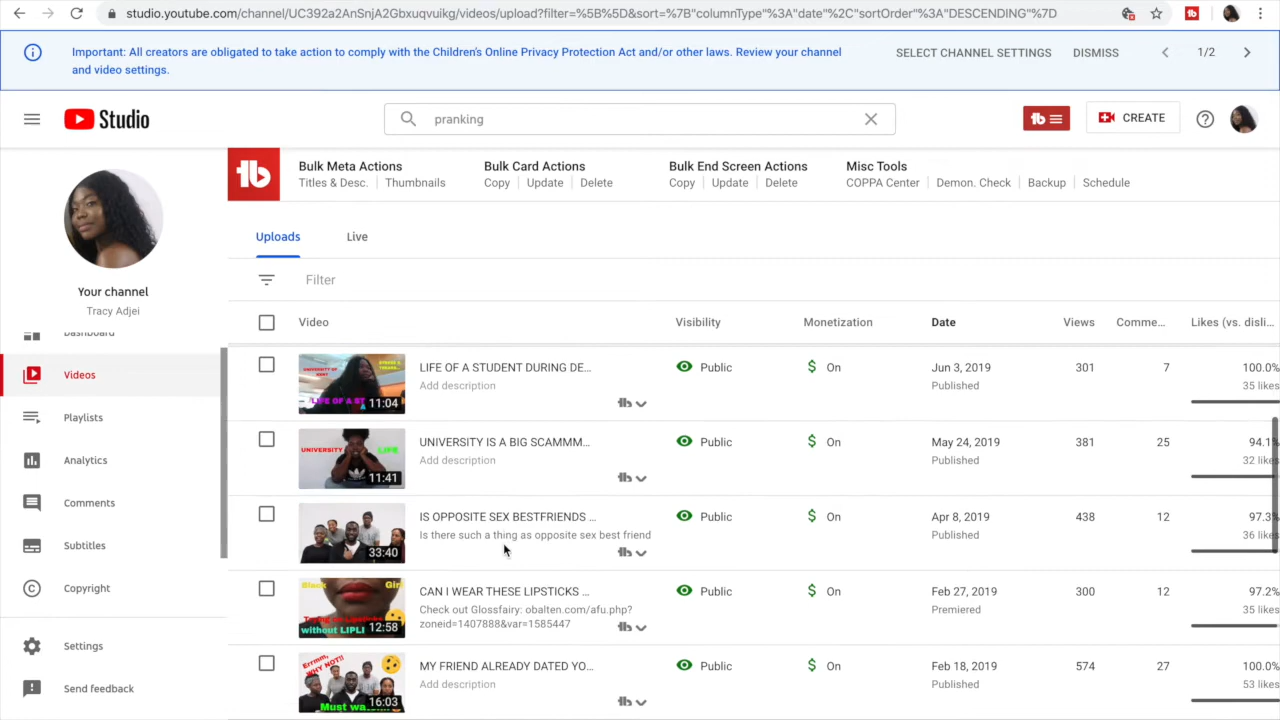 studio.youtube.com/channel/UC392a2AnSnjA2Gbxuqvuikg/videos/upload?filter=%5B%5D&sort=%7B"columnType"%3A"date"%2C"sortOrder"%3A"DESCENDING"%7D
Important: All creators are obligated to take action to comply with the Children's Online Privacy Protection Act and/or other laws. Review your channel
and video settings.
SELECT CHANNEL SETTINGS
DISMISS
1/2
Studio
pranking
CREATE
Bulk Meta Actions
Titles & Desc.
Thumbnails
Bulk Card Actions
Copy
Update
Delete
Bulk End Screen Actions
Copy
Update
Delete
Misc Tools
COPPA Center
Demon. Check
Backup
Schedule
Your channel
Tracy Adjei
Dashboard
Videos
Playlists
Analytics
Comments
Subtitles
Copyright
Settings
Send feedback
Uploads
Live
Filter
Video
Visibility
Monetization
Date
Views
Comme...
Likes (vs. disli...
11:04
LIFE OF A STUDENT DURING DE...
Add description
Public
On
Jun 3, 2019
Published
301
7
100.0%
35 likes
UNIVERSITY
LIFE
11:41
UNIVERSITY IS A BIG SCAMMM...
Add description
Public
On
May 24, 2019
Published
381
25
94.1%
32 likes
33:40
IS OPPOSITE SEX BESTFRIENDS ...
Is there such a thing as opposite sex best friend
Public
On
Apr 8, 2019
Published
438
12
97.3%
36 likes
Black
Girl
without LIPLI
12:58
CAN I WEAR THESE LIPSTICKS ...
Check out Glossfairy: obalten.com/afu.php?
zoneid=1407888&var=1585447
Public
On
Feb 27, 2019
Premiered
300
12
97.2%
35 likes
Errmm,
WHY NOT!!
Must wa
16:03
MY FRIEND ALREADY DATED YO...
Add description
Public
On
Feb 18, 2019
Published
574
27
100.0%
53 likes